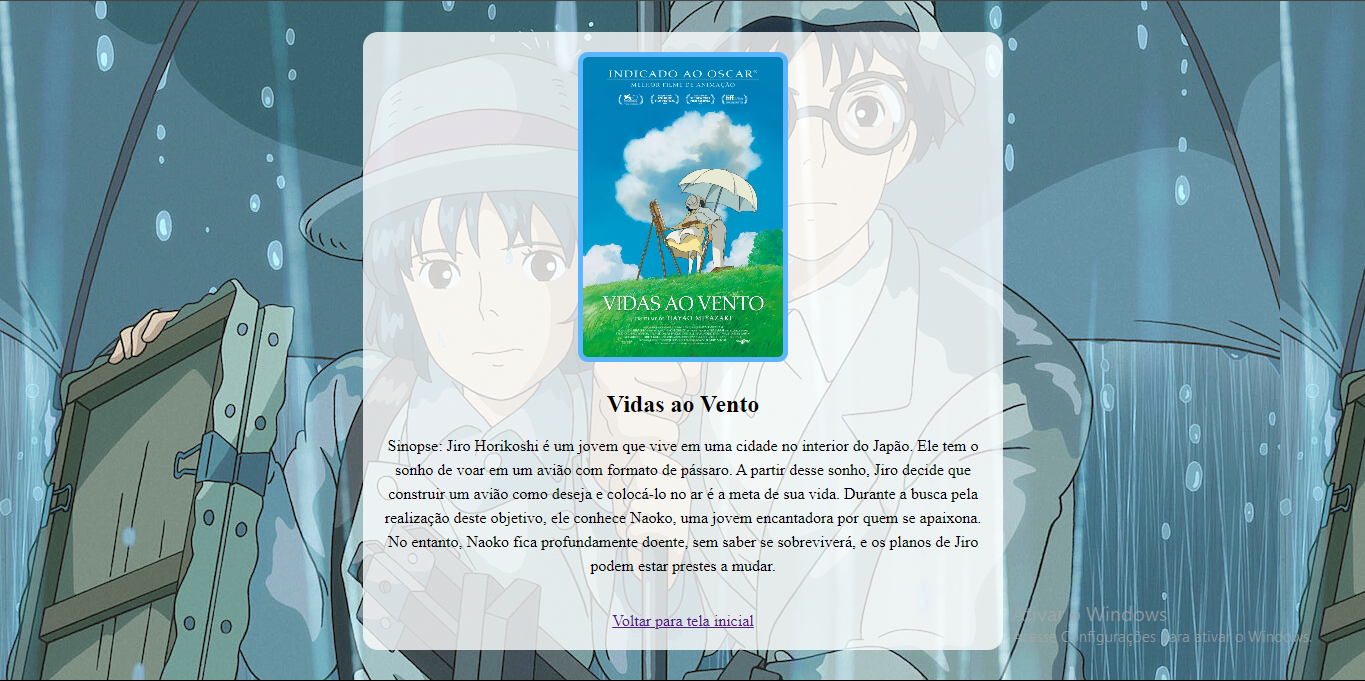 INDICADO AO OSCAR®
MELHOR FILME DE ANIMAÇÃO
VIDAS AO VENTO
HAYAO MIYAZAKI
Vidas ao Vento
Sinopse: Jiro Horikoshi é um jovem que vive em uma cidade no interior do Japão. Ele tem o
sonho de voar em um avião com formato de pássaro. A partir desse sonho, Jiro decide que
construir um avião como deseja e colocá-lo no ar é a meta de sua vida. Durante a busca pela
realização deste objetivo, ele conhece Naoko, uma jovem encantadora por quem se apaixona.
No entanto, Naoko fica profundamente doente, sem saber se sobreviverá, e os planos de Jiro
podem estar prestes a mudar.
Voltar para tela inicial
Ativar o Windows
Acesse Configurações para ativar o Windows.